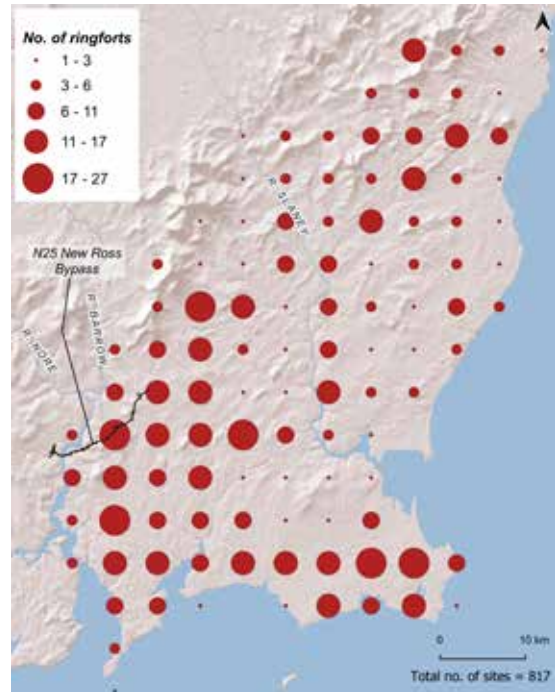 No. of ringforts
1 - 3
3 - 6
6 - 11
11 - 17
17 - 27
R. SLANEY
N25 New Ross
Bypass
R. BARROW
R. NORE
0 10 km
Total no. of sites = 817